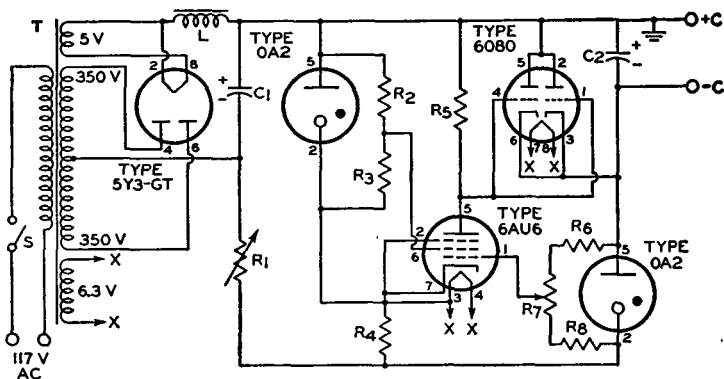 T
5 V
350 V
350 V
6.3 V
X
X
S
117 V
AC
L
2
8
4
6
TYPE
5Y3-GT
+
-
C1
R1
TYPE
0A2
5
2
R2
R3
R4
R5
TYPE
6080
5
2
4
1
6
7
8
3
X
X
5
TYPE
6AU6
2
6
1
7
3
4
X
X
R6
R7
R8
TYPE
0A2
5
2
C2
+
-
+C
-C